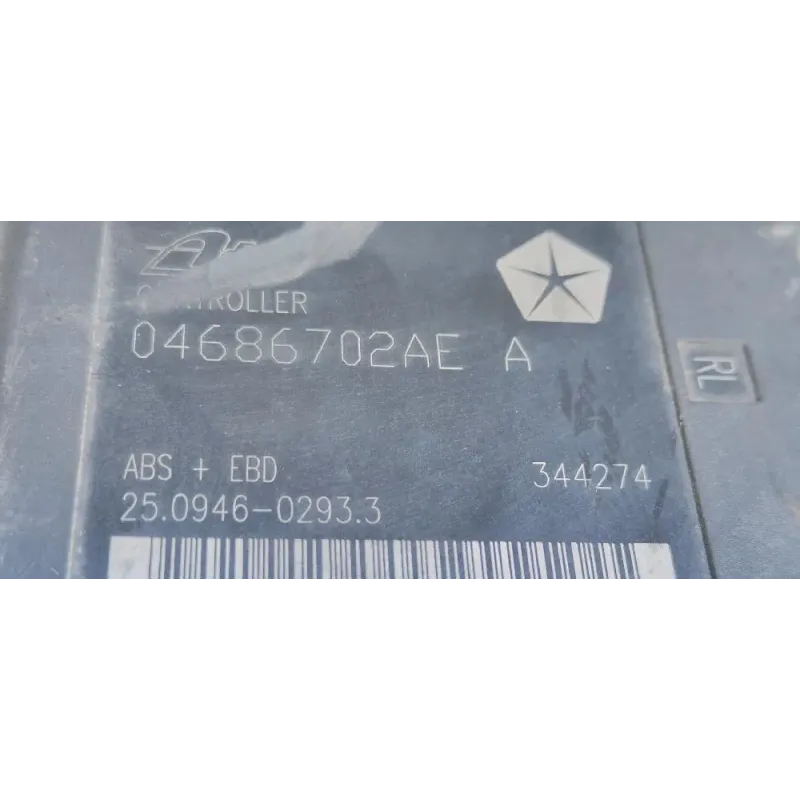 CONTROLLER
04686702AE A
RL
ABS + EBD 344274
25.0946-0293.3